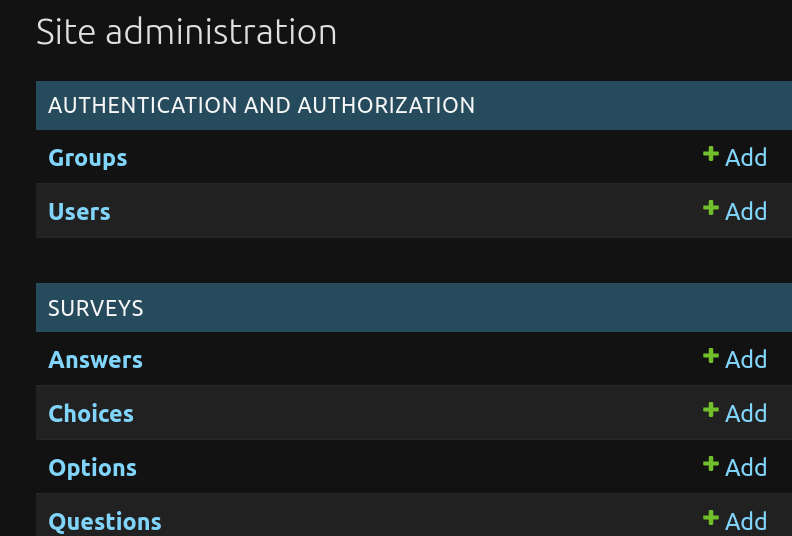 Site administration
AUTHENTICATION AND AUTHORIZATION
Groups + Add
Users + Add
SURVEYS
Answers + Add
Choices + Add
Options + Add
Questions + Add